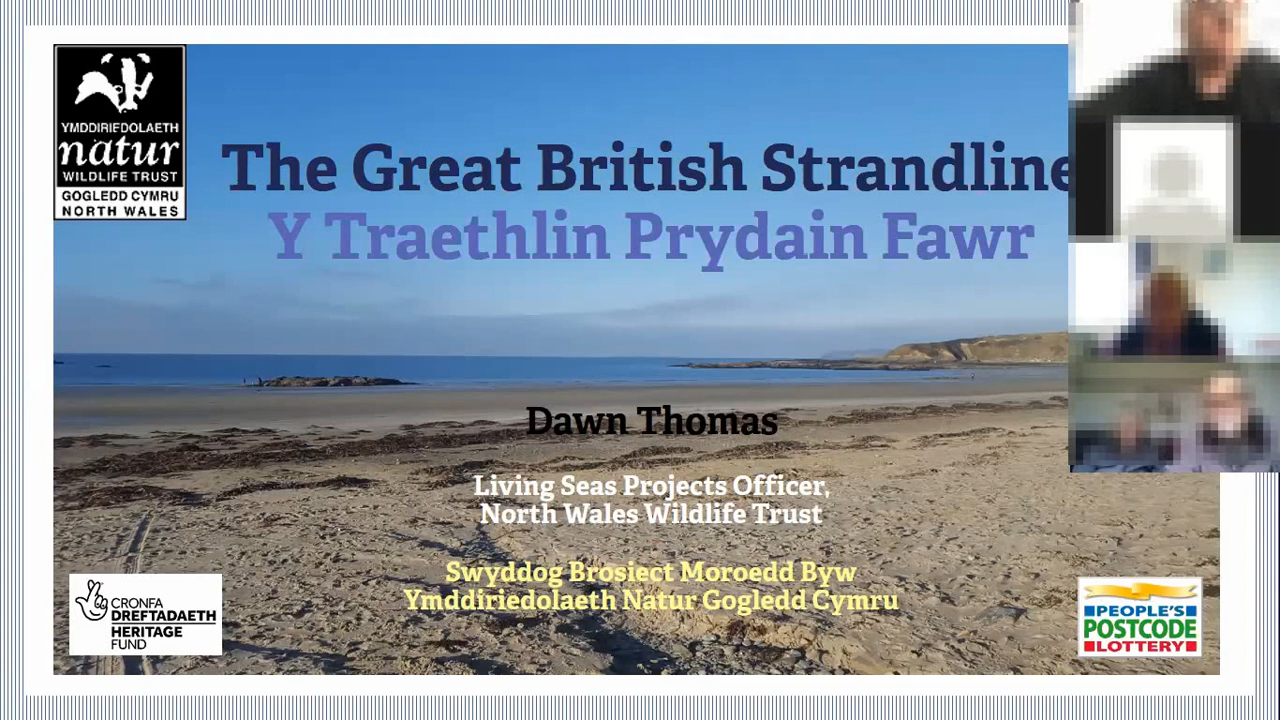 YMDDIRIEDOLAETH
natur
WILDLIFE TRUST
GOGLEDD CYMRU
NORTH WALES
The Great British Strandline
Y Traethlin Prydain Fawr
Dawn Thomas
Living Seas Projects Officer,
North Wales Wildlife Trust
Swyddog Brosiect Moroedd Byw
Ymddiriedolaeth Natur Gogledd Cymru
CRONFA
DREFTADAETH
HERITAGE
FUND
PEOPLE'S
POSTCODE
LOTTERY